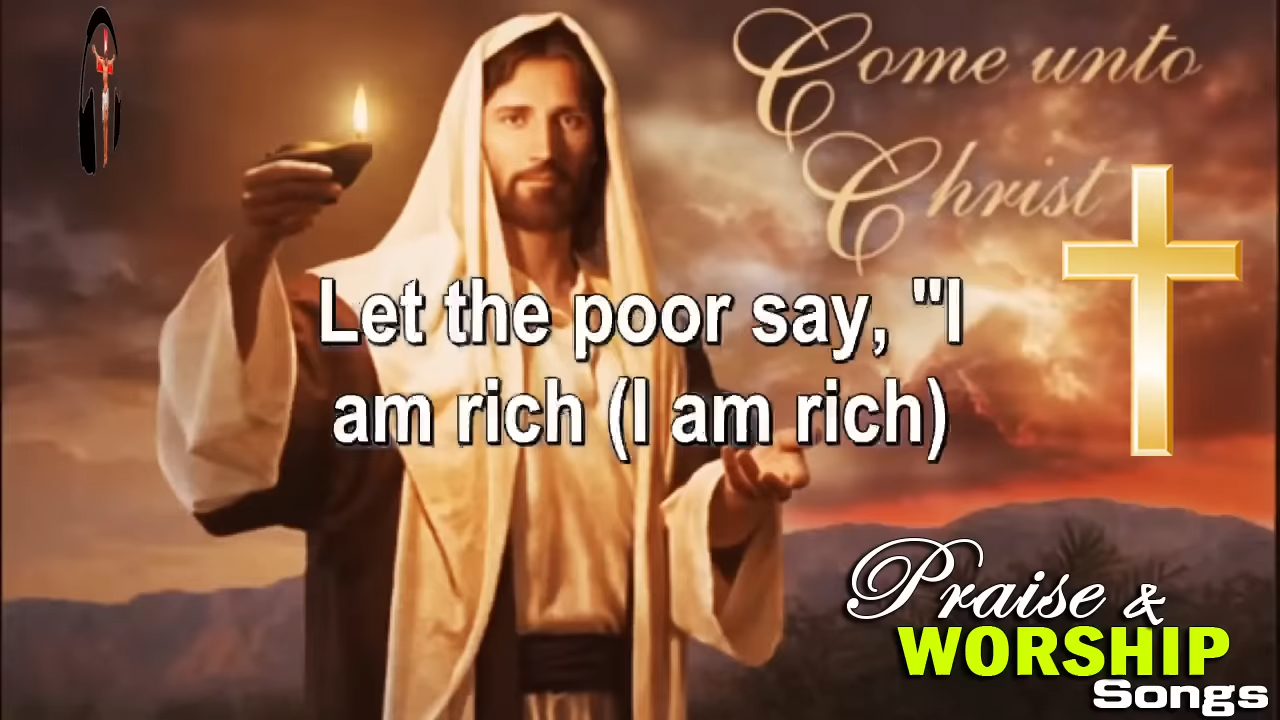 Come unto
Christ
Let the poor say, "I
am rich (I am rich)
Praise &
WORSHIP
Songs